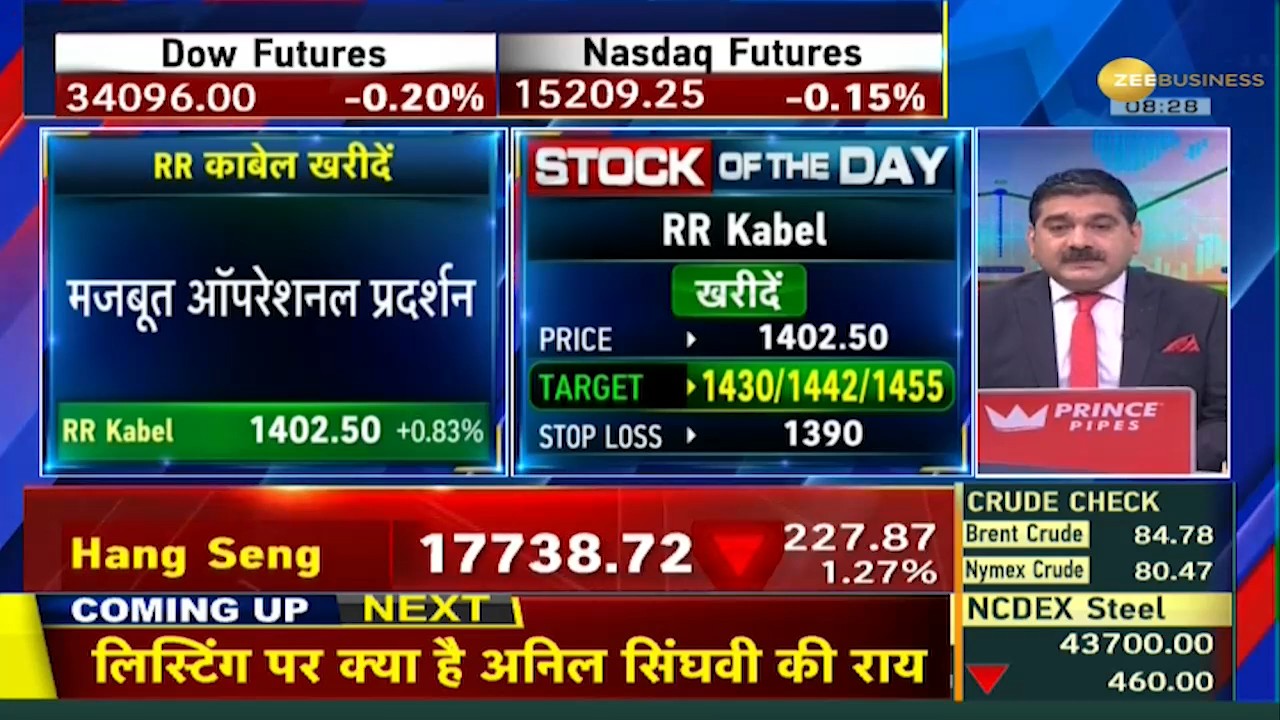 Dow Futures
34096.00 -0.20%
Nasdaq Futures
15209.25 -0.15%
ZEEBUSINESS
08:28
RR काबेल खरीदें
मजबूत ऑपरेशनल प्रदर्शन
RR Kabel 1402.50 +0.83%
STOCK OF THE DAY
RR Kabel
खरीदें
PRICE 1402.50
TARGET 1430/1442/1455
STOP LOSS 1390
PRINCE
PIPES
Hang Seng 17738.72 227.87
1.27%
CRUDE CHECK
Brent Crude 84.78
Nymex Crude 80.47
COMING UP NEXT
लिस्टिंग पर क्या है अनिल सिंघवी की राय
NCDEX Steel
43700.00
460.00